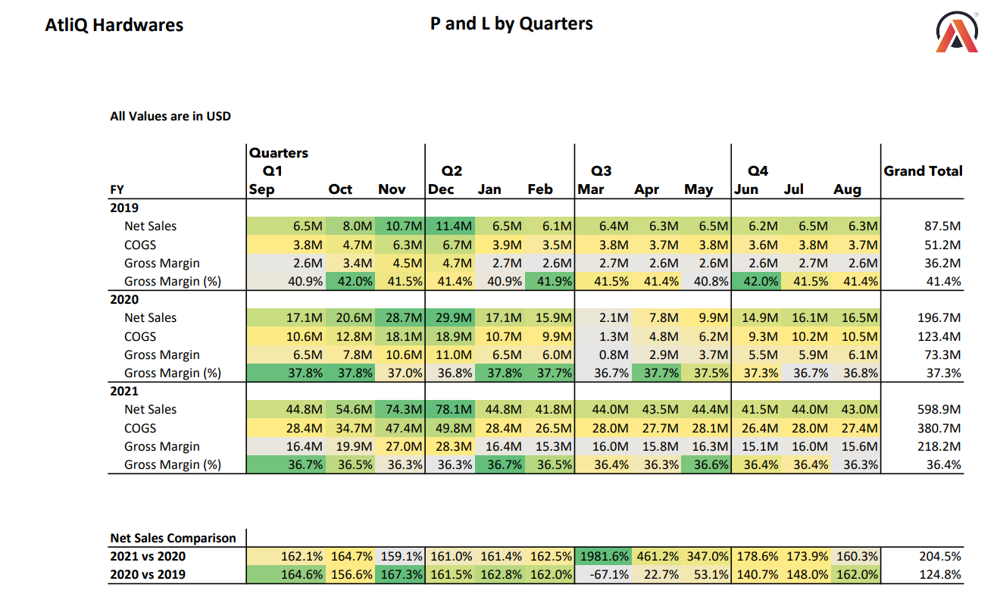 AtliQ Hardwares P and L by Quarters
®
All Values are in USD
Quarters
Q1 Q2 Q3 Q4 Grand Total
FY Sep Oct Nov Dec Jan Feb Mar Apr May Jun Jul Aug
2019
Net Sales 6.5M 8.0M 10.7M 11.4M 6.5M 6.1M 6.4M 6.3M 6.5M 6.2M 6.5M 6.3M 87.5M
COGS 3.8M 4.7M 6.3M 6.7M 3.9M 3.5M 3.8M 3.7M 3.8M 3.6M 3.8M 3.7M 51.2M
Gross Margin 2.6M 3.4M 4.5M 4.7M 2.7M 2.6M 2.7M 2.6M 2.6M 2.6M 2.7M 2.6M 36.2M
Gross Margin (%) 40.9% 42.0% 41.5% 41.4% 40.9% 41.9% 41.5% 41.4% 40.8% 42.0% 41.5% 41.4% 41.4%
2020
Net Sales 17.1M 20.6M 28.7M 29.9M 17.1M 15.9M 2.1M 7.8M 9.9M 14.9M 16.1M 16.5M 196.7M
COGS 10.6M 12.8M 18.1M 18.9M 10.7M 9.9M 1.3M 4.8M 6.2M 9.3M 10.2M 10.5M 123.4M
Gross Margin 6.5M 7.8M 10.6M 11.0M 6.5M 6.0M 0.8M 2.9M 3.7M 5.5M 5.9M 6.1M 73.3M
Gross Margin (%) 37.8% 37.8% 37.0% 36.8% 37.8% 37.7% 36.7% 37.7% 37.5% 37.3% 36.7% 36.8% 37.3%
2021
Net Sales 44.8M 54.6M 74.3M 78.1M 44.8M 41.8M 44.0M 43.5M 44.4M 41.5M 44.0M 43.0M 598.9M
COGS 28.4M 34.7M 47.4M 49.8M 28.4M 26.5M 28.0M 27.7M 28.1M 26.4M 28.0M 27.4M 380.7M
Gross Margin 16.4M 19.9M 27.0M 28.3M 16.4M 15.3M 16.0M 15.8M 16.3M 15.1M 16.0M 15.6M 218.2M
Gross Margin (%) 36.7% 36.5% 36.3% 36.3% 36.7% 36.5% 36.4% 36.3% 36.6% 36.4% 36.4% 36.3% 36.4%
Net Sales Comparison
2021 vs 2020 162.1% 164.7% 159.1% 161.0% 161.4% 162.5% 1981.6% 461.2% 347.0% 178.6% 173.9% 160.3% 204.5%
2020 vs 2019 164.6% 156.6% 167.3% 161.5% 162.8% 162.0% -67.1% 22.7% 53.1% 140.7% 148.0% 162.0% 124.8%